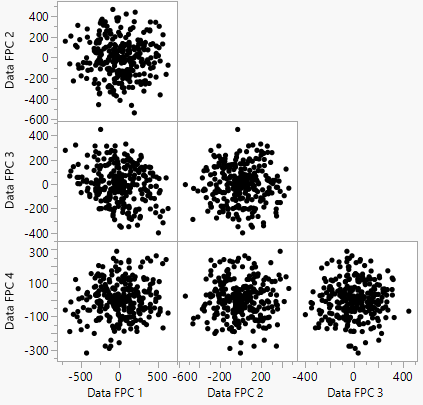 Data FPC 2
400
200
0
-200
-400
-600
Data FPC 3
400
200
0
-200
-400
Data FPC 4
300
100
-100
-300
-500 0 500
-600 -200 200
-400 0 400
Data FPC 1
Data FPC 2
Data FPC 3